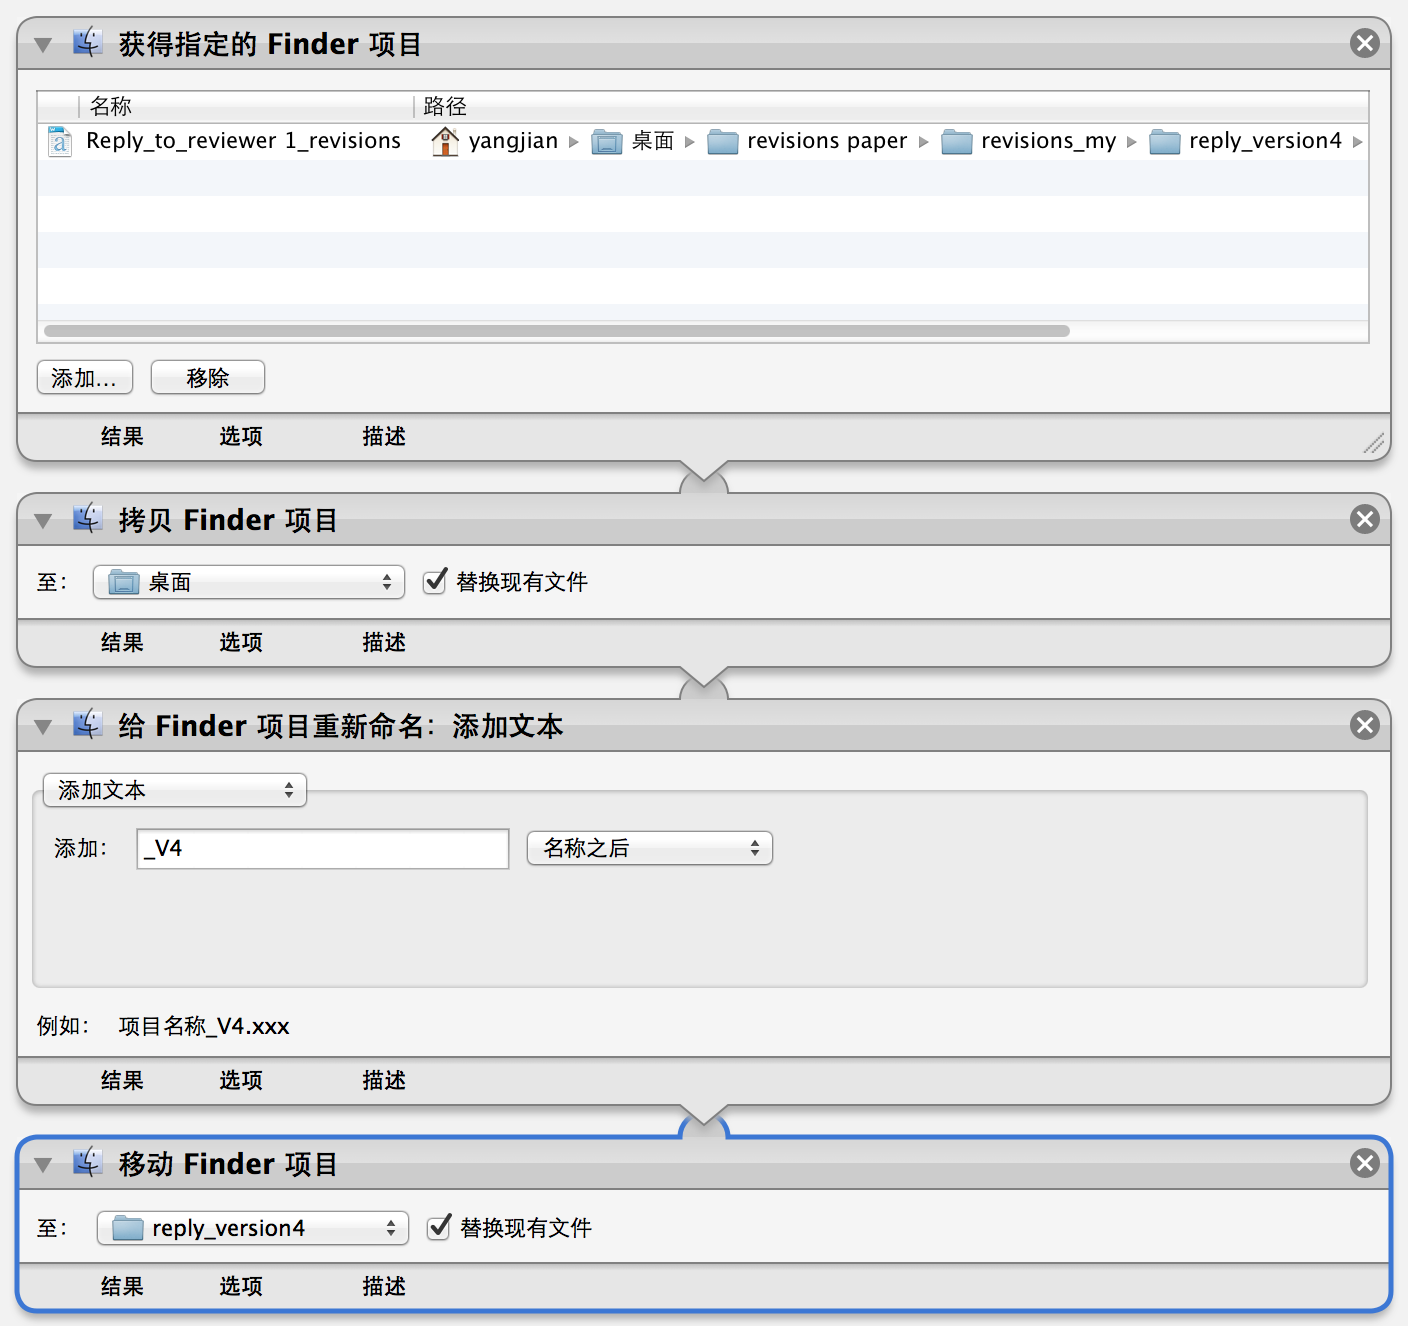 获得指定的 Finder 项目
名称 路径
Reply_to_reviewer 1_revisions yangjian 桌面 revisions paper revisions_my reply_version4
添加... 移除
结果 选项 描述
拷贝 Finder 项目
至： 桌面 替换现有文件
结果 选项 描述
给 Finder 项目重新命名：添加文本
添加文本
添加： _V4 名称之后
例如： 项目名称_V4.xxx
结果 选项 描述
移动 Finder 项目
至： reply_version4 替换现有文件
结果 选项 描述